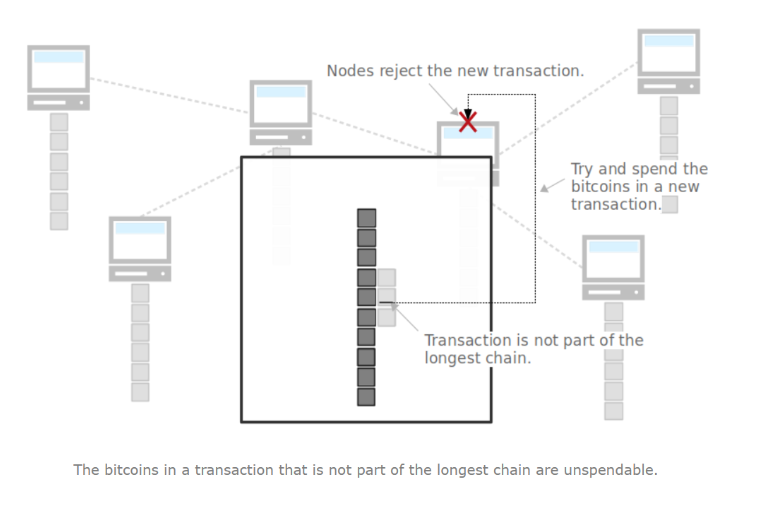 Nodes reject the new transaction.
Try and spend the
bitcoins in a new
transaction.
Transaction is not part of the
longest chain.
The bitcoins in a transaction that is not part of the longest chain are unspendable.